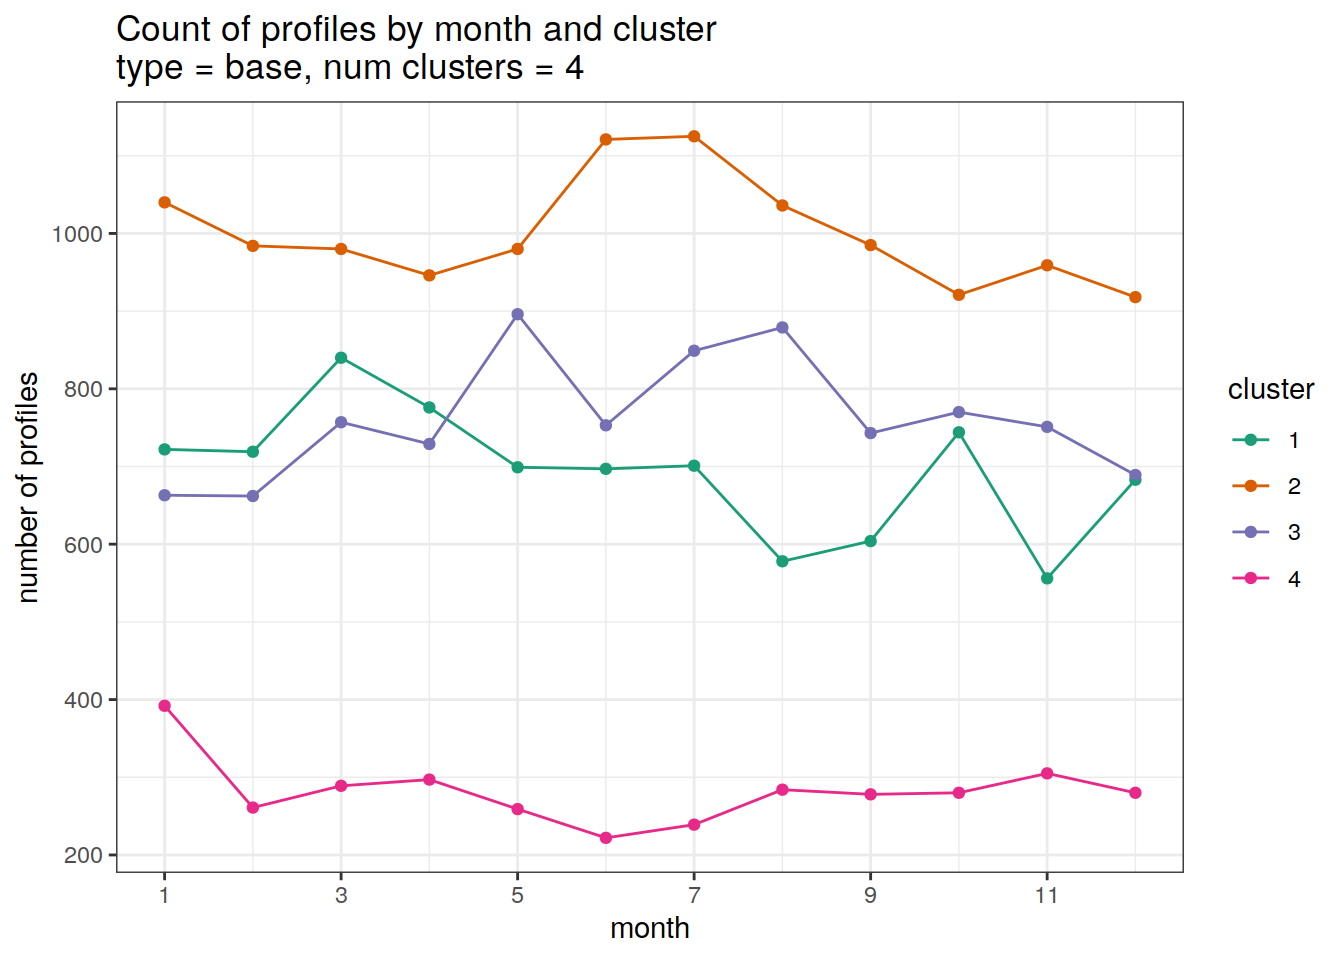 Count of profiles by month and cluster
type = base, num clusters = 4
number of profiles
1000
800
600
400
200
1 3 5 7 9 11
month
cluster
1
2
3
4